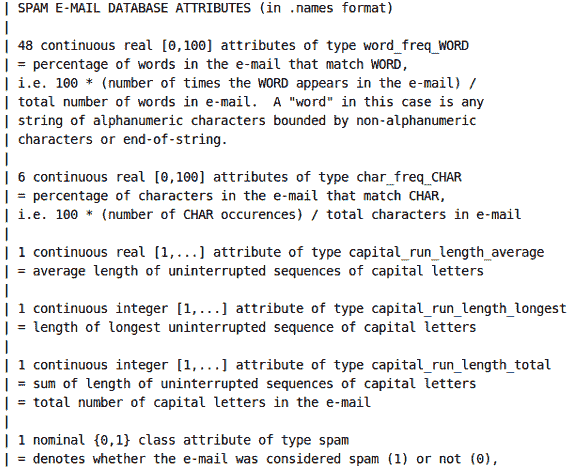 | SPAM E-MAIL DATABASE ATTRIBUTES (in .names format)
|
| 48 continuous real [0,100] attributes of type word_freq_WORD
| = percentage of words in the e-mail that match WORD,
| i.e. 100 * (number of times the WORD appears in the e-mail) /
| total number of words in e-mail.  A "word" in this case is any
| string of alphanumeric characters bounded by non-alphanumeric
| characters or end-of-string.
|
| 6 continuous real [0,100] attributes of type char_freq_CHAR
| = percentage of characters in the e-mail that match CHAR,
| i.e. 100 * (number of CHAR occurences) / total characters in e-mail
|
| 1 continuous real [1,...] attribute of type capital_run_length_average
| = average length of uninterrupted sequences of capital letters
|
| 1 continuous integer [1,...] attribute of type capital_run_length_longest
| = length of longest uninterrupted sequence of capital letters
|
| 1 continuous integer [1,...] attribute of type capital_run_length_total
| = sum of length of uninterrupted sequences of capital letters
| = total number of capital letters in the e-mail
|
| 1 nominal {0,1} class attribute of type spam
| = denotes whether the e-mail was considered spam (1) or not (0),